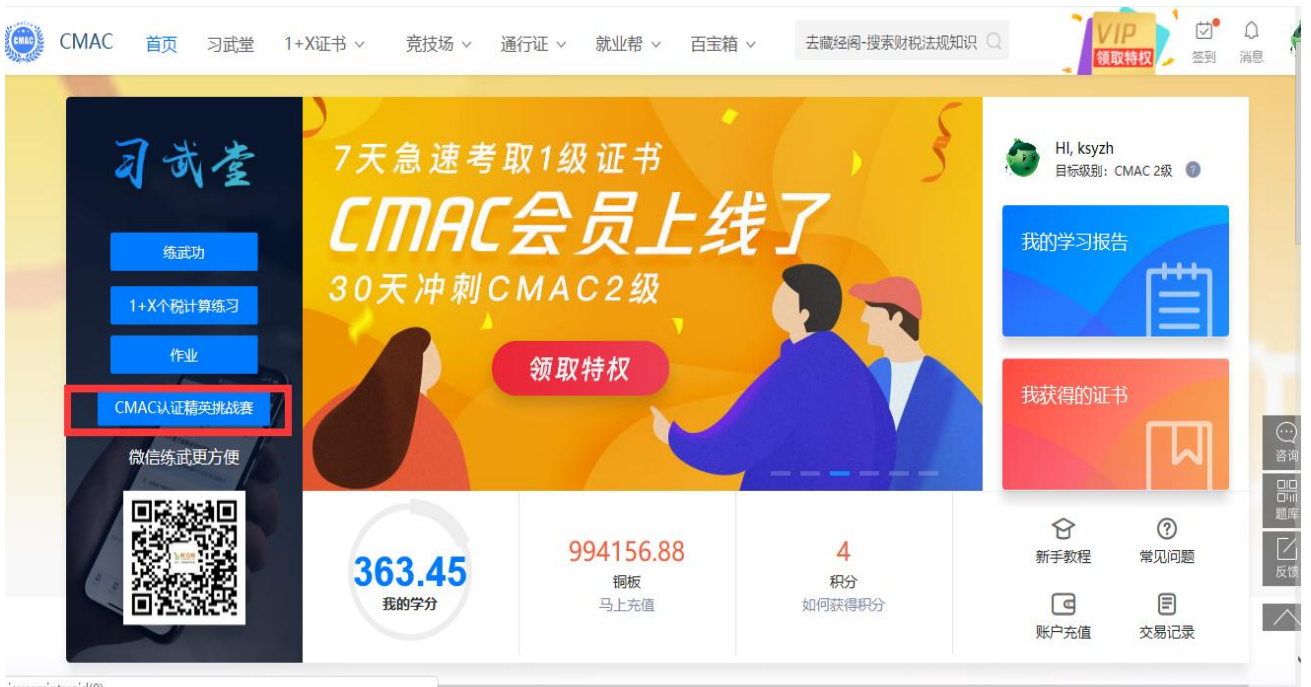 CMAC
CMAC 首页 习武堂 1+X证书 竞技场 通行证 就业帮 百宝箱 去藏经阁-搜索财税法规知识
VIP
领取特权
签到 消息
习武堂
练武功
1+X个税计算练习
作业
CMAC认证精英挑战赛
微信练武更方便
7天急速考取1级证书
CMAC会员上线了
30天冲刺CMAC2级
领取特权
HI, ksyzh
目标级别: CMAC 2级 ?
我的学习报告
我获得的证书
363.45
我的学分
994156.88
铜板
马上充值
4
积分
如何获得积分
新手教程 常见问题
账户充值 交易记录
咨询
题库
反馈